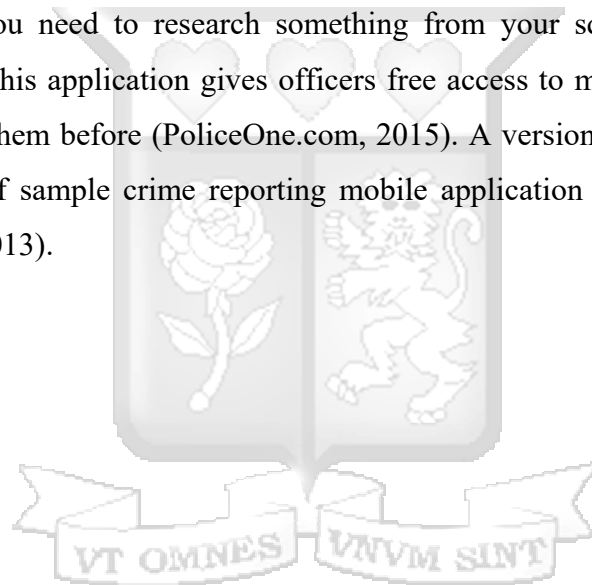 ou need to research something from your sc
his application gives officers free access to m
hem before (PoliceOne.com, 2015). A version
f sample crime reporting mobile application
013).
VT OMNES VNVM SINT